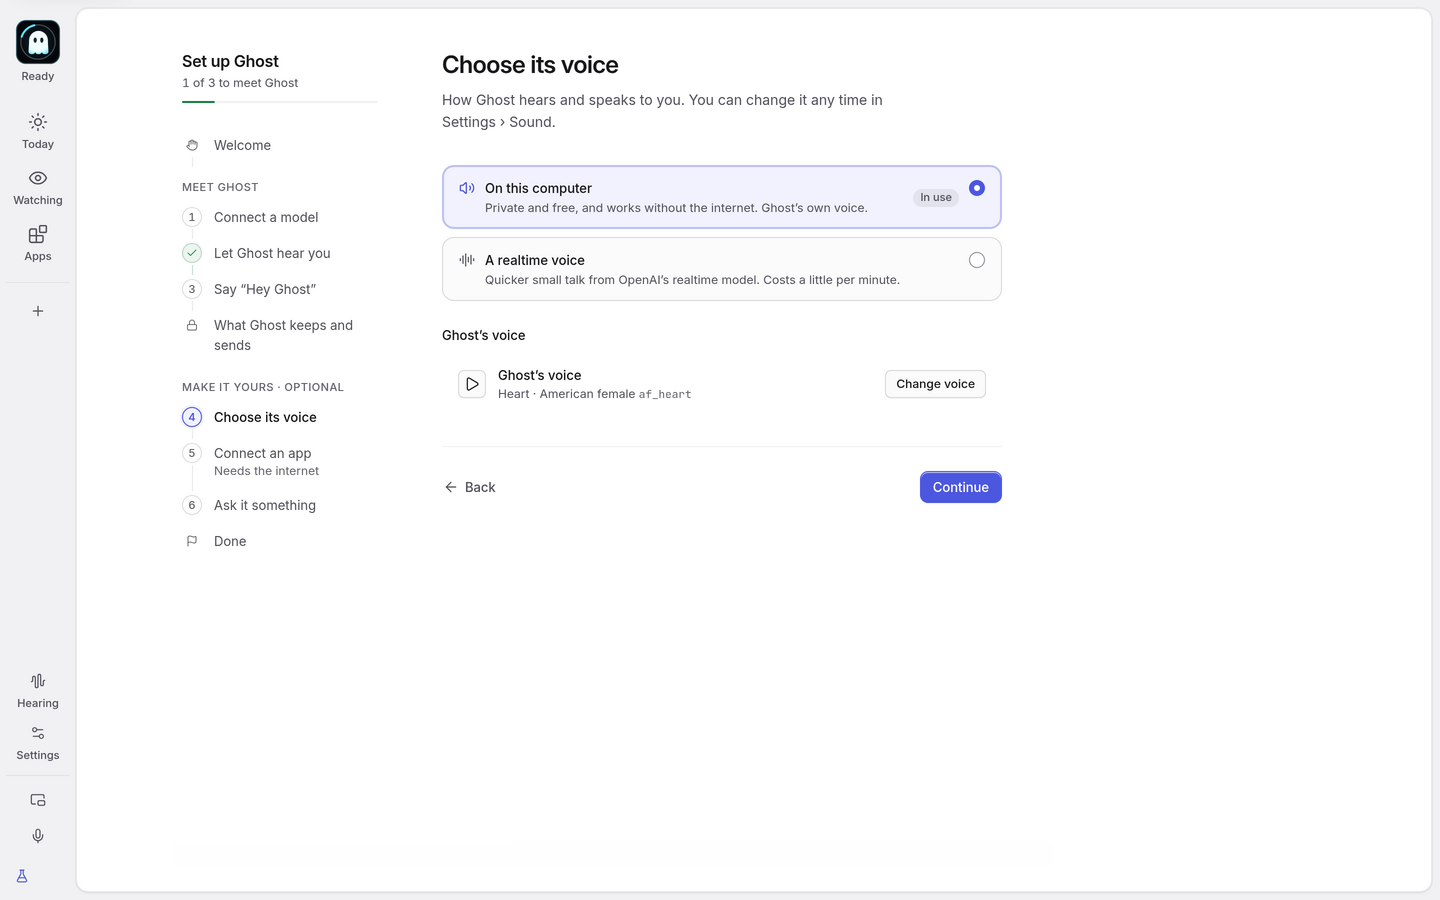 Ready
Today
Watching
Apps
Hearing
Settings
Set up Ghost
1 of 3 to meet Ghost
Welcome
MEET GHOST
1 Connect a model
Let Ghost hear you
3 Say “Hey Ghost”
What Ghost keeps and
sends
MAKE IT YOURS · OPTIONAL
4 Choose its voice
5 Connect an app
Needs the internet
6 Ask it something
Done
Choose its voice
How Ghost hears and speaks to you. You can change it any time in
Settings › Sound.
On this computer
Private and free, and works without the internet. Ghost’s own voice.
In use
A realtime voice
Quicker small talk from OpenAI’s realtime model. Costs a little per minute.
Ghost’s voice
Ghost’s voice
Heart · American female af_heart
Change voice
Back
Continue